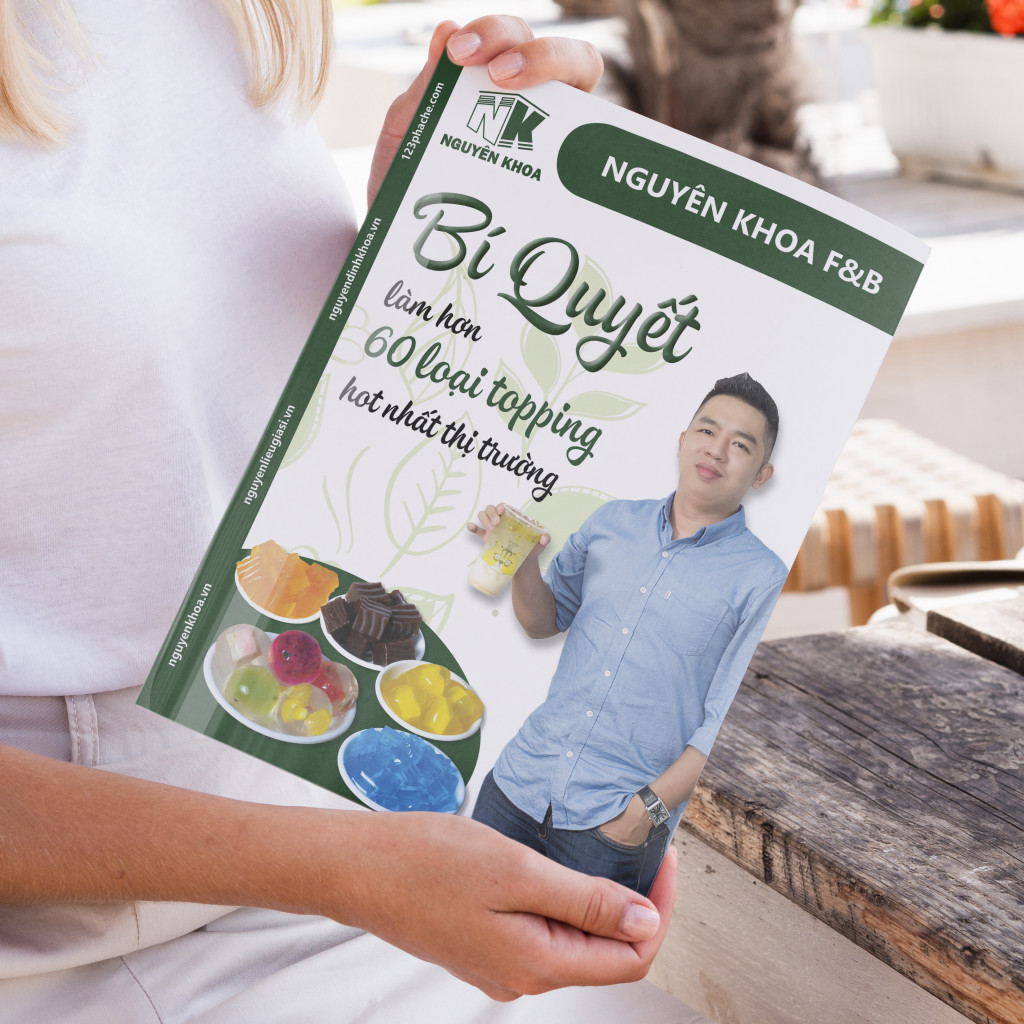 NK
NGUYÊN KHOA
NGUYÊN KHOA F&B
Bí Quyết
làm hơn
60 loại topping
hot nhất thị trường
123phache.com
nguyendinhkhoa.vn
nguyenlieugiasi.vn
nguyenkhoa.vn